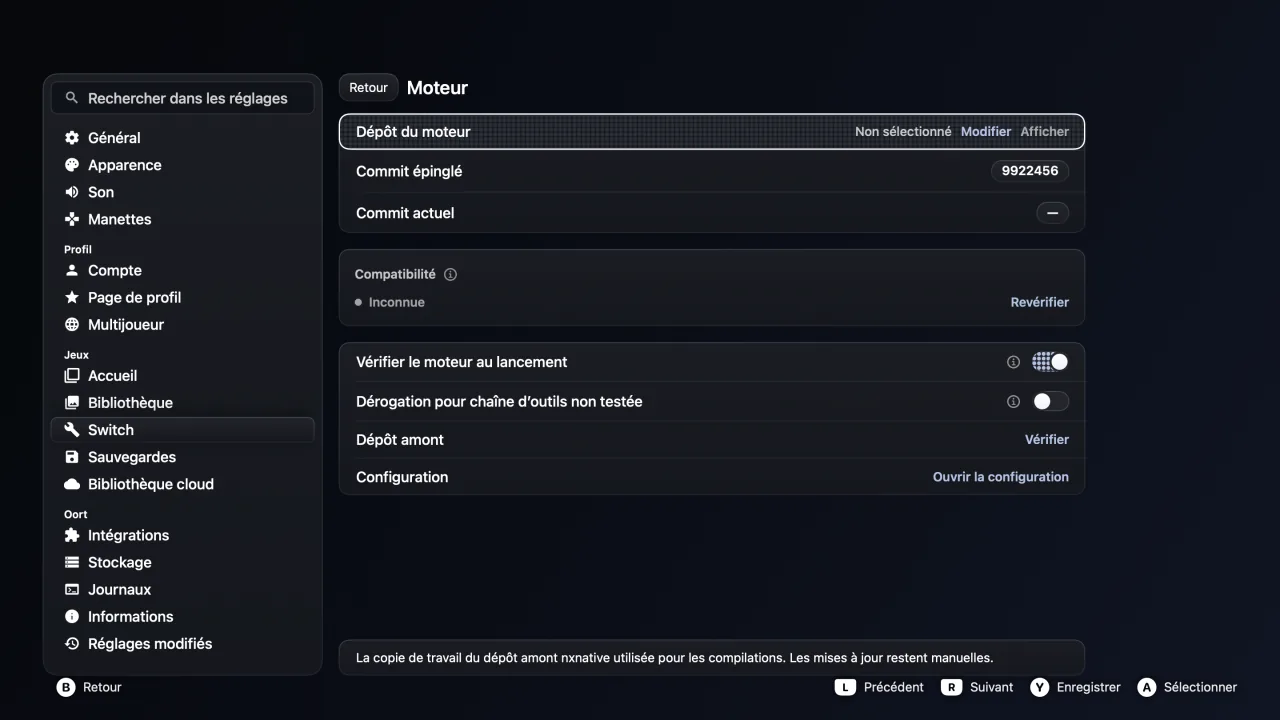 Rechercher dans les réglages
Général
Apparence
Son
Manettes
Profil
Compte
Page de profil
Multijoueur
Jeux
Accueil
Bibliothèque
Switch
Sauvegardes
Bibliothèque cloud
Oort
Intégrations
Stockage
Journaux
Informations
Réglages modifiés
Retour Moteur
Dépôt du moteur Non sélectionné Modifier Afficher
Commit épinglé 9922456
Commit actuel —
Compatibilité
Inconnue Revérifier
Vérifier le moteur au lancement
Dérogation pour chaîne d’outils non testée
Dépôt amont Vérifier
Configuration Ouvrir la configuration
La copie de travail du dépôt amont nxnative utilisée pour les compilations. Les mises à jour restent manuelles.
B Retour L Précédent R Suivant Y Enregistrer A Sélectionner